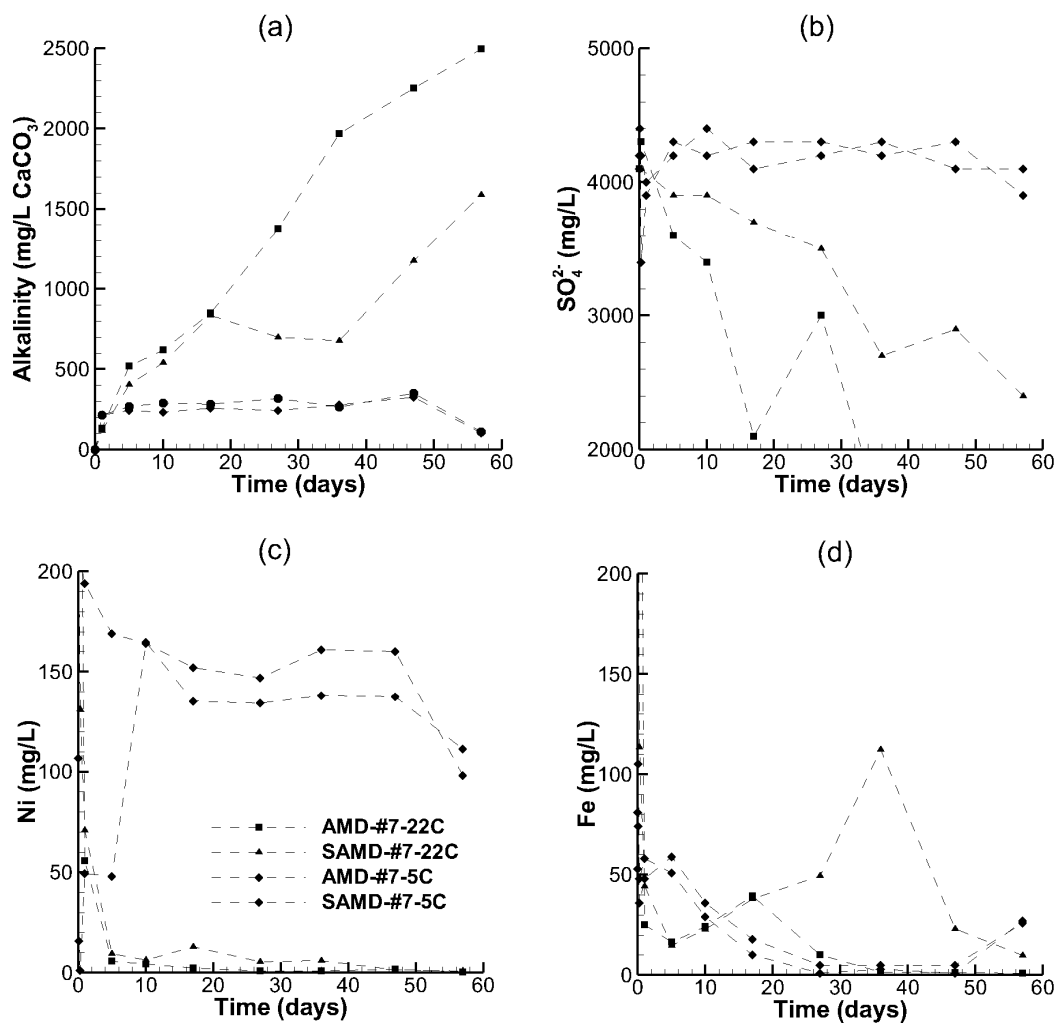 (a)
2500
2000
1500
1000
500
0
0 10 20 30 40 50 60
Time (days)
Alkalinity (mg/L CaCO3)
(b)
5000
4000
3000
2000
0 10 20 30 40 50 60
Time (days)
SO4 2- (mg/L)
(c)
200
150
100
50
0
0 10 20 30 40 50 60
Time (days)
Ni (mg/L)
AMD-#7-22C
SAMD-#7-22C
AMD-#7-5C
SAMD-#7-5C
(d)
200
150
100
50
0
0 10 20 30 40 50 60
Time (days)
Fe (mg/L)